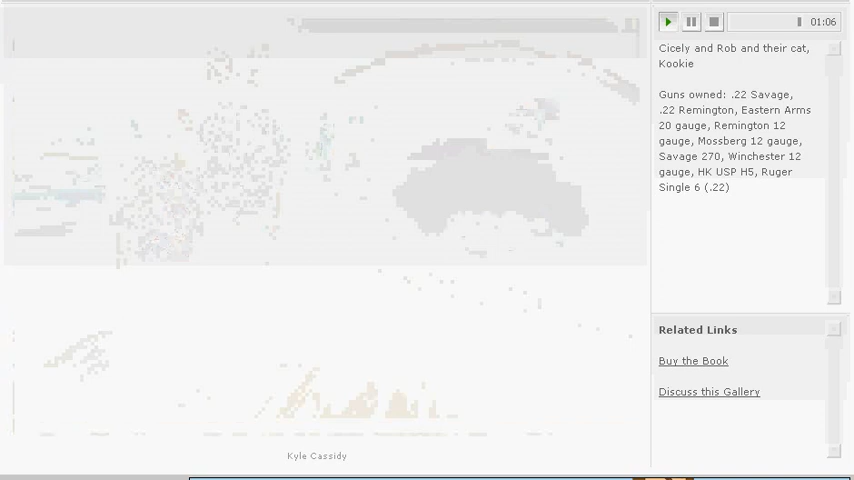 01:06
Cicely and Rob and their cat,
Kookie
Guns owned: .22 Savage,
.22 Remington, Eastern Arms
20 gauge, Remington 12
gauge, Mossberg 12 gauge,
Savage 270, Winchester 12
gauge, HK USP H5, Ruger
Single 6 (.22)
Related Links
Buy the Book
Discuss this Gallery
Kyle Cassidy